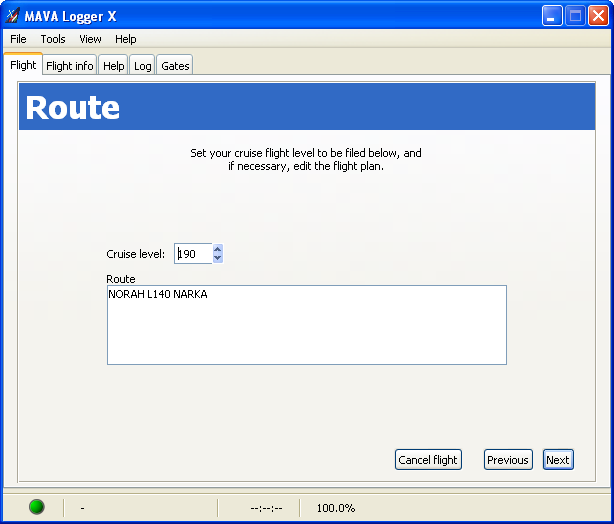 MAVA Logger X
File Tools View Help
Flight Flight info Help Log Gates
Route
Set your cruise flight level to be filed below, and
if necessary, edit the flight plan.
Cruise level: 190
Route
NORAH L140 NARKA
Cancel flight Previous Next
- --:--:-- 100.0%